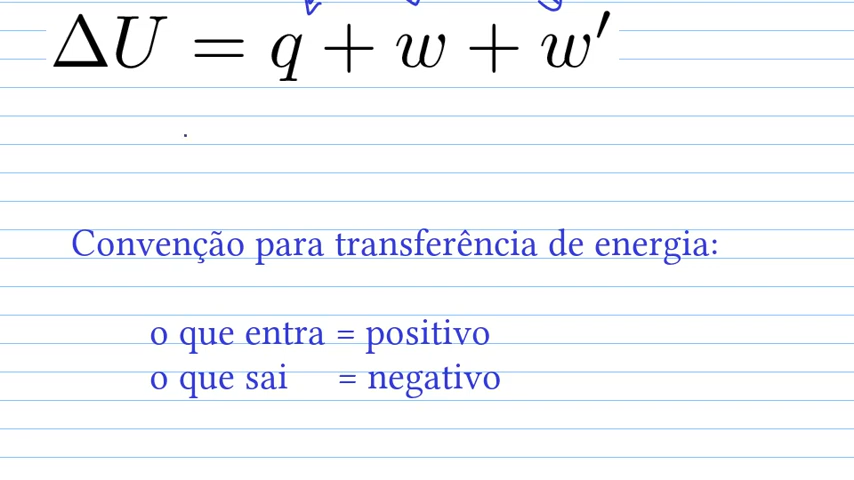 ΔU = q + w + w′
Convenção para transferência de energia:
o que entra = positivo
o que sai = negativo